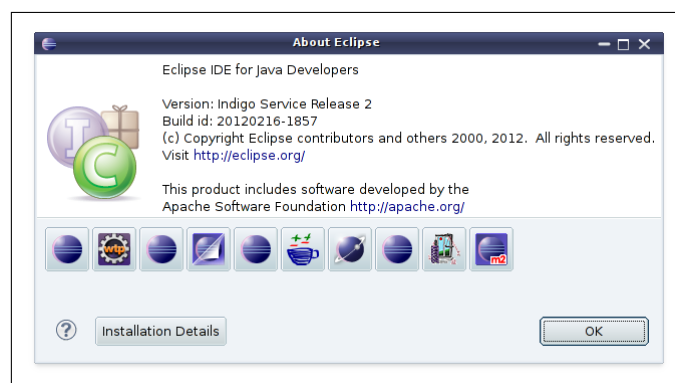 About Eclipse
Eclipse IDE for Java Developers
Version: Indigo Service Release 2
Build id: 20120216-1857
(c) Copyright Eclipse contributors and others 2000, 2012.  All rights reserved.
Visit http://eclipse.org/
This product includes software developed by the
Apache Software Foundation http://apache.org/
I
C
wtp
m2
?
Installation Details
OK